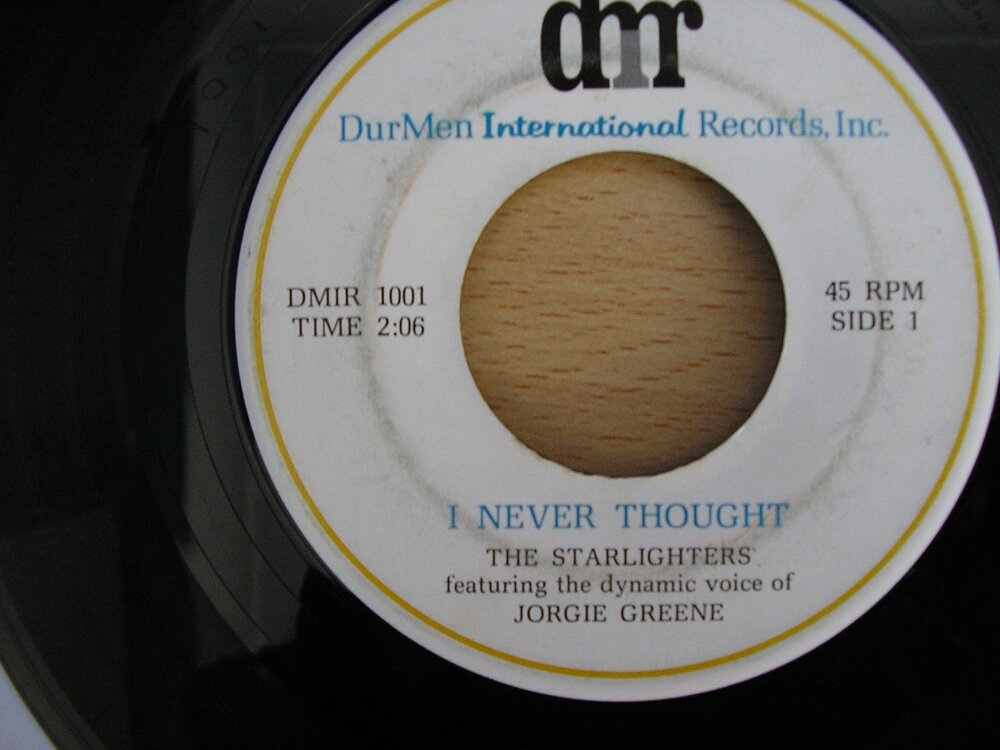 dmr
DurMen International Records, Inc.
DMIR 1001
TIME 2:06
45 RPM
SIDE 1
I NEVER THOUGHT
THE STARLIGHTERS
featuring the dynamic voice of
JORGIE GREENE